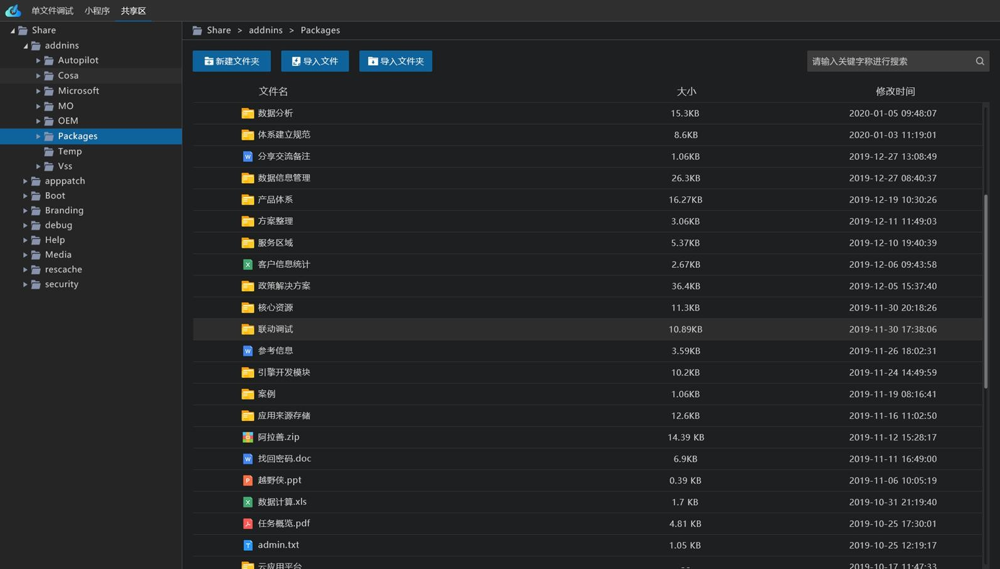 单文件调试 小程序 共享区
Share
addnins
Autopilot
Cosa
Microsoft
MO
OEM
Packages
Temp
Vss
apppatch
Boot
Branding
debug
Help
Media
rescache
security
Share > addnins > Packages
新建文件夹 导入文件 导入文件夹 请输入关键字称进行搜索
文件名 大小 修改时间
数据分析 15.3KB 2020-01-05 09:48:07
体系建立规范 8.6KB 2020-01-03 11:19:01
分享交流备注 1.06KB 2019-12-27 13:08:49
数据信息管理 26.3KB 2019-12-27 08:40:37
产品体系 16.27KB 2019-12-19 10:30:26
方案整理 3.06KB 2019-12-11 11:49:03
服务区域 5.37KB 2019-12-10 19:40:39
客户信息统计 2.67KB 2019-12-06 09:43:58
政策解决方案 36.4KB 2019-12-05 15:37:40
核心资源 11.3KB 2019-11-30 20:18:26
联动调试 10.89KB 2019-11-30 17:38:06
参考信息 3.59KB 2019-11-26 18:02:31
引擎开发模块 10.2KB 2019-11-24 14:49:59
案例 1.06KB 2019-11-19 08:16:41
应用来源存储 12.6KB 2019-11-16 11:02:50
阿拉善.zip 14.39 KB 2019-11-12 15:28:17
找回密码.doc 6.9KB 2019-11-11 16:49:00
越野侠.ppt 0.39 KB 2019-11-06 10:05:19
数据计算.xls 1.7 KB 2019-10-31 21:19:40
任务概览.pdf 4.81 KB 2019-10-25 17:30:01
admin.txt 1.05 KB 2019-10-25 12:19:17
云应用平台 -- 2019-10-17 11:47:33